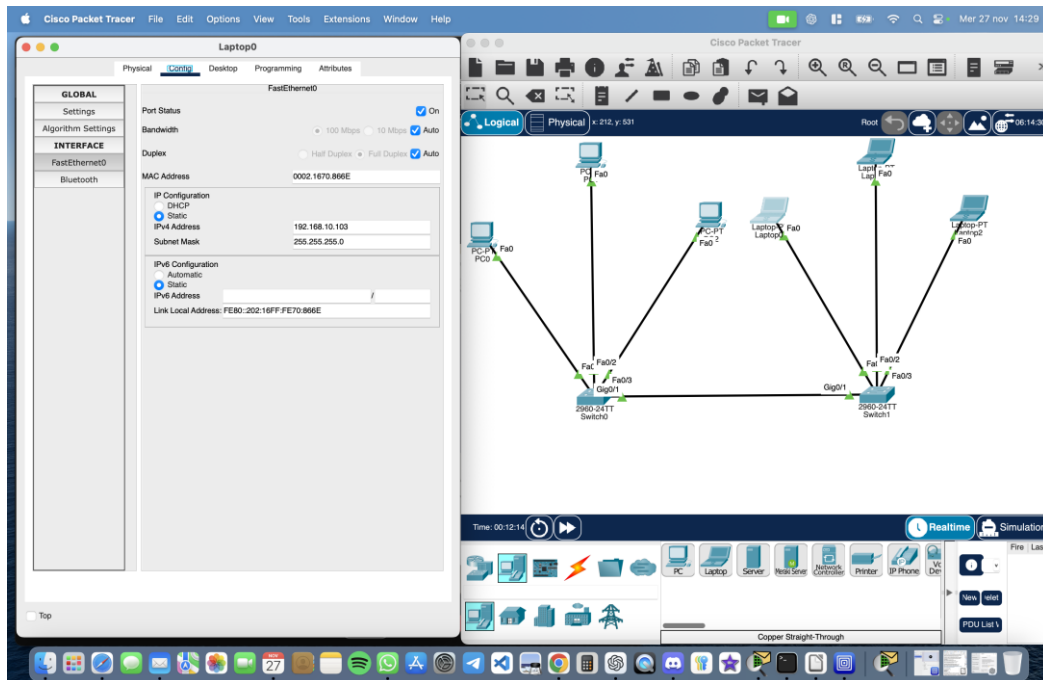 Cisco Packet Tracer File Edit Options View Tools Extensions Window Help
Mer 27 nov 14:29
Laptop0
Physical Config Desktop Programming Attributes
GLOBAL
Settings
Algorithm Settings
INTERFACE
FastEthernet0
Bluetooth
FastEthernet0
Port Status On
Bandwidth 100 Mbps 10 Mbps Auto
Duplex Half Duplex Full Duplex Auto
MAC Address 0002.1670.866E
IP Configuration
DHCP
Static
IPv4 Address 192.168.10.103
Subnet Mask 255.255.255.0
IPv6 Configuration
Automatic
Static
IPv6 Address /
Link Local Address: FE80::202:16FF:FE70:866E
Top
Cisco Packet Tracer
Logical Physical x: 212, y: 531
Root 06:14:30
Fa0
Fa0
PC-PT
Fa0
Fa0
PC0
Fa0
Laptop-PT
Laptop2
Fa0
Fa0/2
Fa0/3
Gig0/1
2960-24TT
Switch0
Fa0/2
Fa0/3
Gig0/1
2960-24TT
Switch1
Time: 00:12:14
Realtime Simulation
PC Laptop Server Meraki Server Network Controller Printer IP Phone
Fire
New
PDU List
Copper Straight-Through
NOV
27